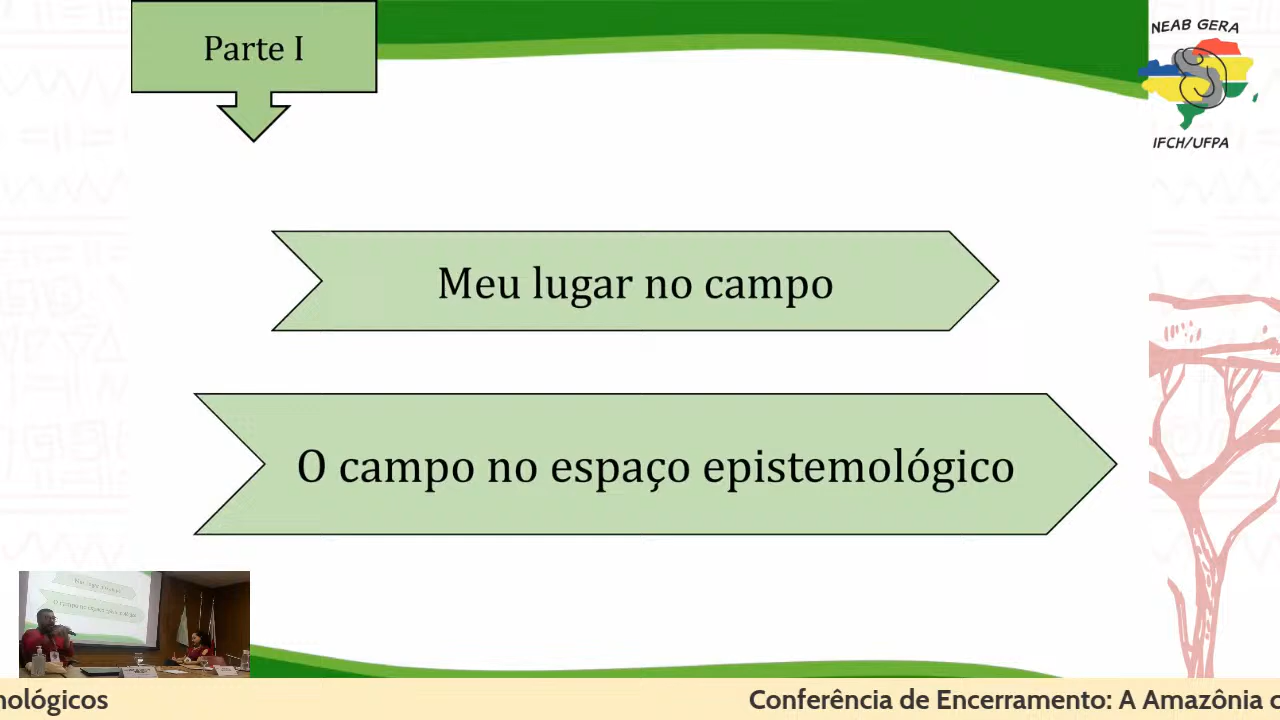 Parte I
NEAB GERA
IFCH/UFPA
Meu lugar no campo
O campo no espaço epistemológico
nológicos
Conferência de Encerramento: A Amazônia c